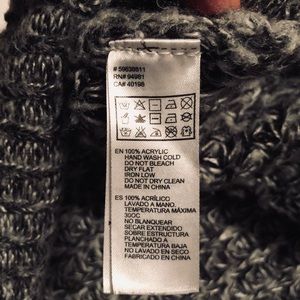 # 59638811
RN# 94981
CA# 40198
EN 100% ACRYLIC
HAND WASH COLD
DO NOT BLEACH
DRY FLAT
IRON LOW
DO NOT DRY CLEAN
MADE IN CHINA
ES 100% ACRÍLICO
LAVADO A MANO,
TEMPERATURA MÁXIMA
30OC
NO BLANQUEAR
SECAR EXTENDIDO
SOBRE ESTRUCTURA
PLANCHADO A
TEMPERATURA BAJA
NO LAVADO EN SECO
FABRICADO EN CHINA